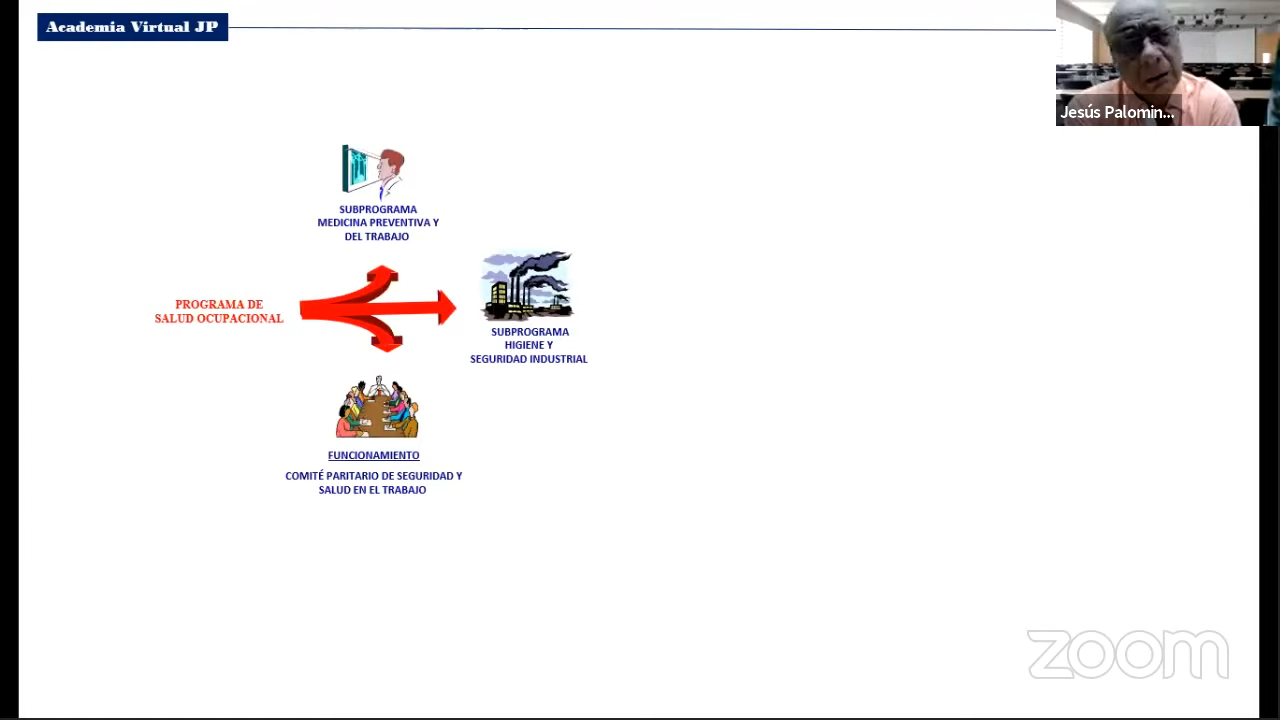 Academia Virtual JP
Jesús Palomin...
SUBPROGRAMA
MEDICINA PREVENTIVA Y
DEL TRABAJO
PROGRAMA DE
SALUD OCUPACIONAL
SUBPROGRAMA
HIGIENE Y
SEGURIDAD INDUSTRIAL
FUNCIONAMIENTO
COMITÉ PARITARIO DE SEGURIDAD Y
SALUD EN EL TRABAJO
zoom